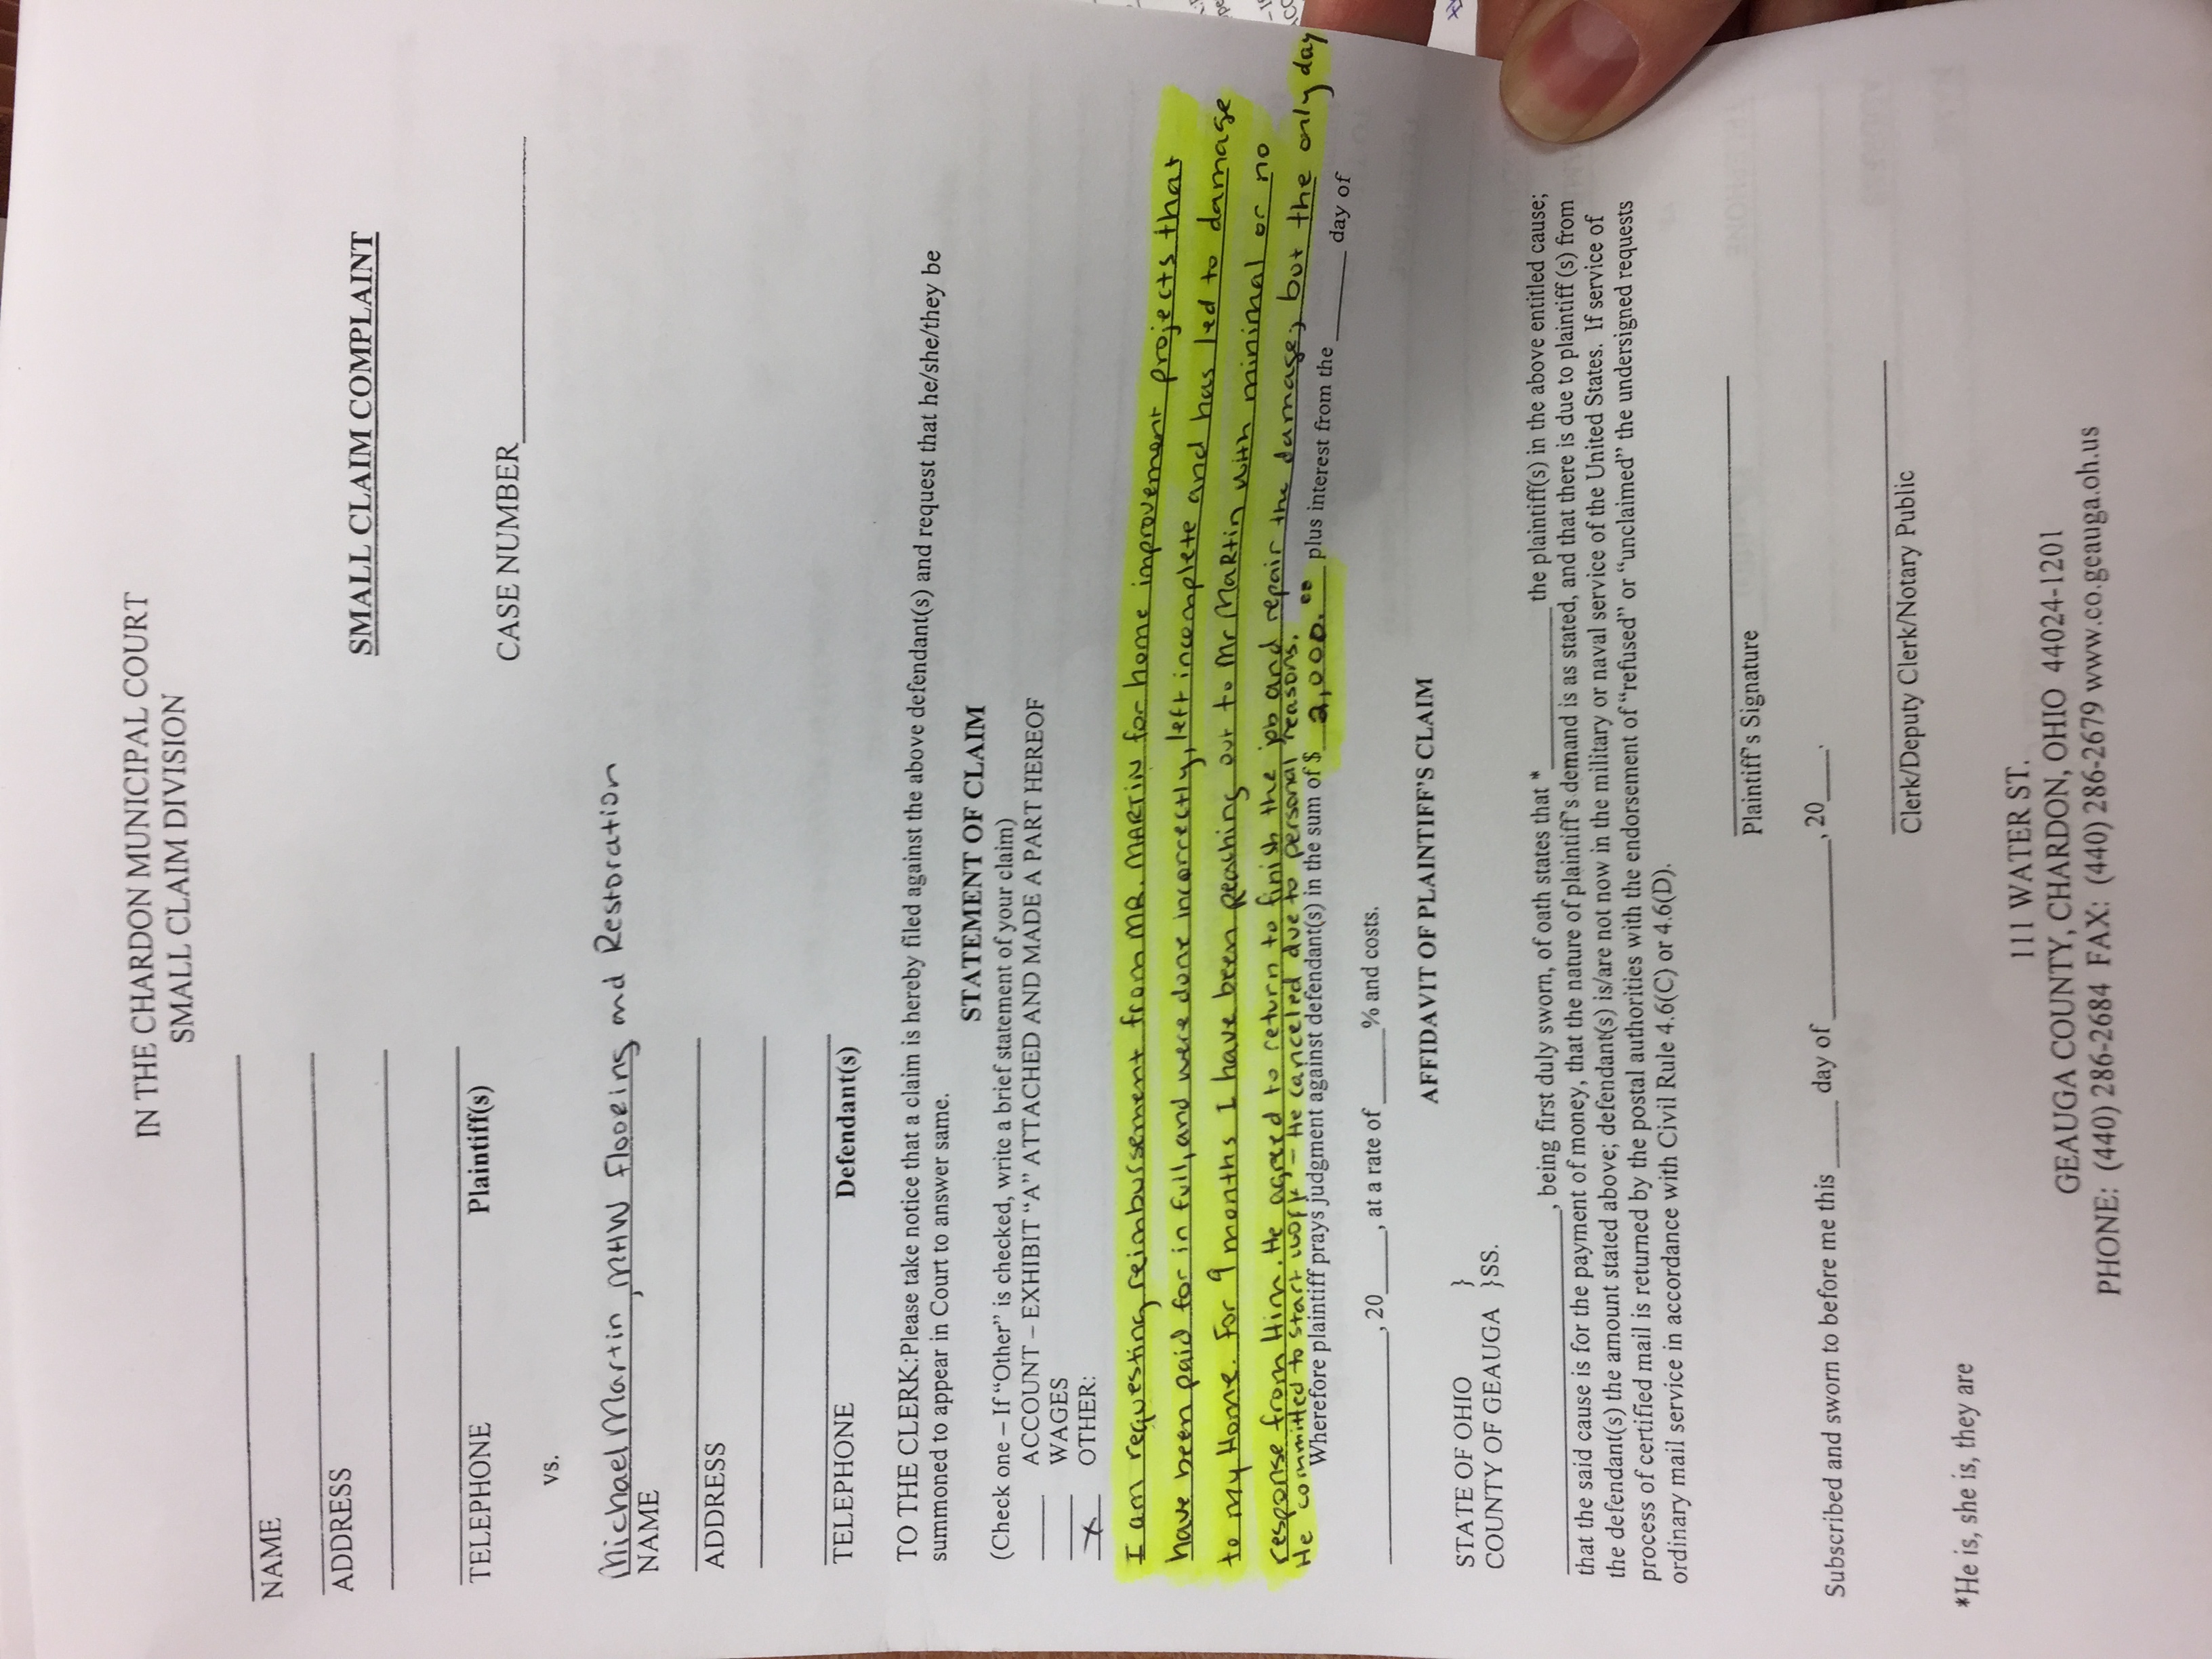 IN THE CHARDON MUNICIPAL COURT
SMALL CLAIM DIVISION
NAME
ADDRESS
SMALL CLAIM COMPLAINT
TELEPHONE Plaintiff(s)
CASE NUMBER
vs.
Michael Martin, MHW Flooring and Restoration
NAME
ADDRESS
TELEPHONE Defendant(s)
TO THE CLERK:Please take notice that a claim is hereby filed against the above defendant(s) and request that he/she/they be
summoned to appear in Court to answer same.
STATEMENT OF CLAIM
(Check one – If “Other” is checked, write a brief statement of your claim)
ACCOUNT – EXHIBIT “A” ATTACHED AND MADE A PART HEREOF
WAGES
X OTHER:
I am requesting reimbursement from MR. MARTIN for home improvement projects that
have been paid for in full, and were done incorrectly, left incomplete and has led to damage
to my Home. For 9 months I have been reaching out to Mr Martin with minimal or no
response from Him. He agreed to return to finish the job and repair the damage, but the only day
He committed to start work - He canceled due to personal reasons.
Wherefore plaintiff prays judgment against defendant(s) in the sum of $ 2,000.00 plus interest from the ______ day of
____________, 20____, at a rate of _____% and costs.
AFFIDAVIT OF PLAINTIFF’S CLAIM
STATE OF OHIO }
COUNTY OF GEAUGA }SS.
____________, being first duly sworn, of oath states that *____________ the plaintiff(s) in the above entitled cause;
that the said cause is for the payment of money, that the nature of plaintiff’s demand is as stated, and that there is due to plaintiff (s) from
the defendant(s) the amount stated above; defendant(s) is/are not now in the military or naval service of the United States. If service of
process of certified mail is returned by the postal authorities with the endorsement of “refused” or “unclaimed” the undersigned requests
ordinary mail service in accordance with Civil Rule 4.6(C) or 4.6(D).
Plaintiff’s Signature
Subscribed and sworn to before me this _____ day of ____________, 20____.
Clerk/Deputy Clerk/Notary Public
*He is, she is, they are
111 WATER ST.
GEAUGA COUNTY, CHARDON, OHIO 44024-1201
PHONE: (440) 286-2684 FAX: (440) 286-2679 www.co.geauga.oh.us